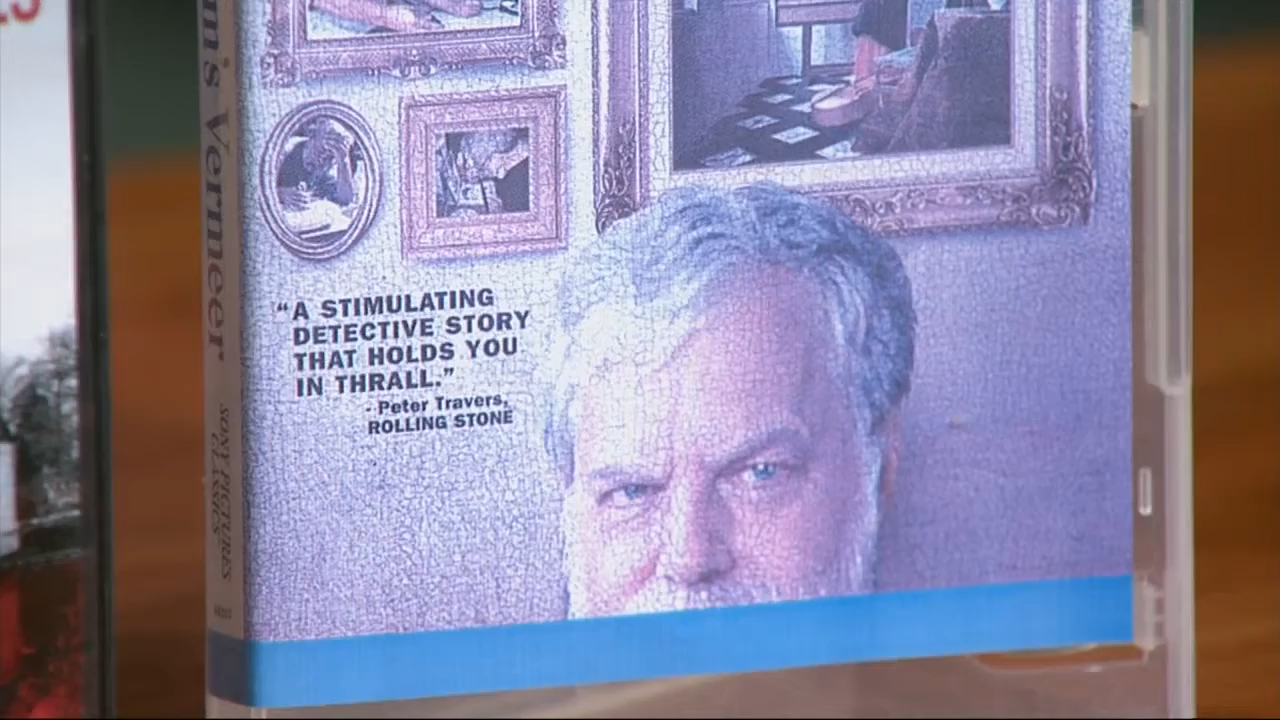 m's Vermeer
SONY PICTURES
CLASSICS
“A STIMULATING
DETECTIVE STORY
THAT HOLDS YOU
IN THRALL.”
- Peter Travers,
ROLLING STONE